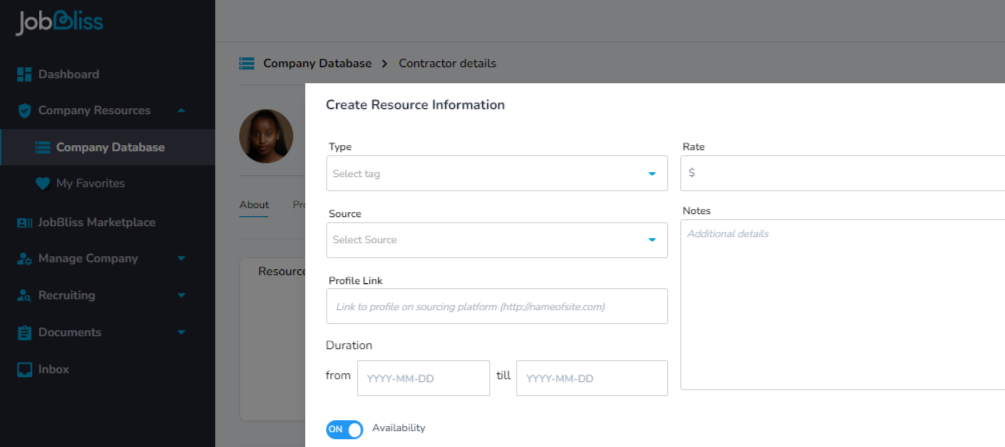 JobBliss
Dashboard
Company Resources
Company Database
My Favorites
JobBliss Marketplace
Manage Company
Recruiting
Documents
Inbox
Company Database > Contractor details
About
Resource
Create Resource Information
Type
Select tag
Source
Select Source
Profile Link
Link to profile on sourcing platform (http://nameofsite.com)
Duration
from YYYY-MM-DD till YYYY-MM-DD
ON Availability
Rate
$
Notes
Additional details